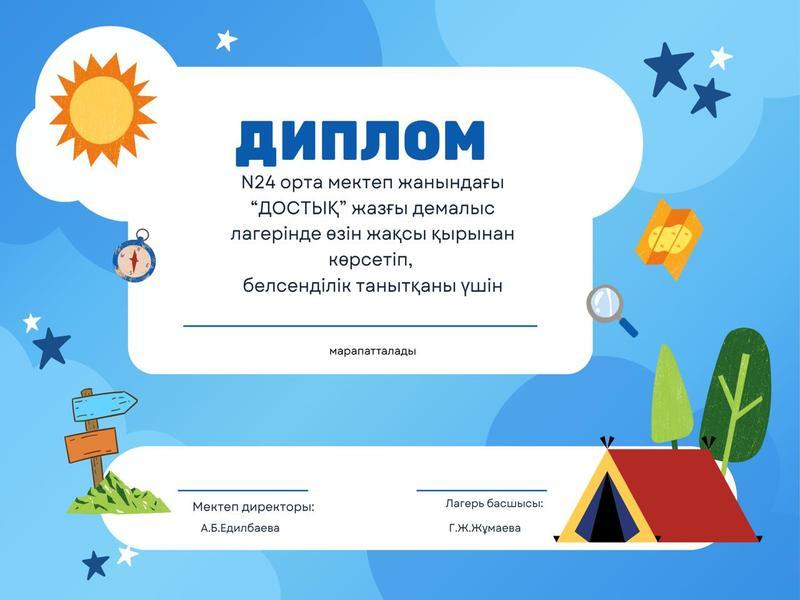 ДИПЛОМ
N24 орта мектеп жанындағы
“ДОСТЫҚ” жазғы демалыс
лагерінде өзін жақсы қырынан
көрсетіп,
белсенділік танытқаны үшін
марапатталады
Мектеп директоры:
А.Б.Едилбаева
Лагерь басшысы:
Г.Ж.Жұмаева